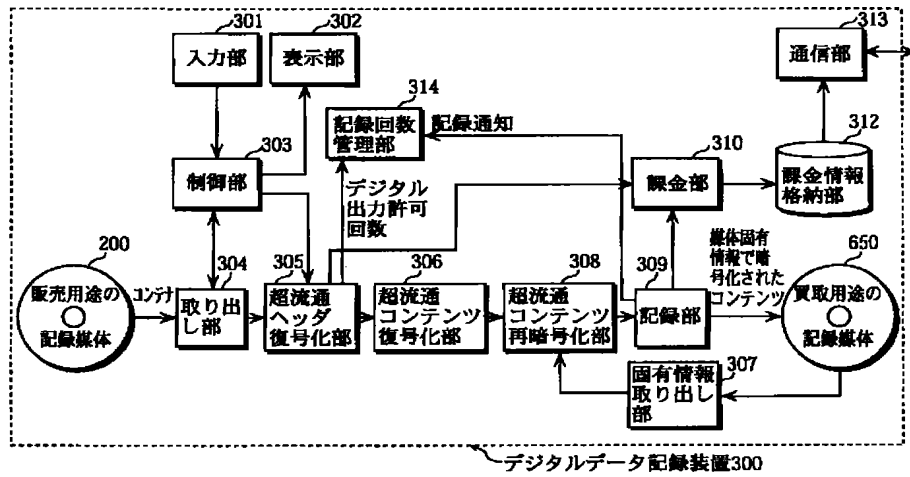 301
入力部
302
表示部
313
通信部
314
記録回数
管理部
記録通知
303
制御部
デジタル
出力許可
回数
310
課金部
312
課金情報
格納部
200
販売用途の
記録媒体
コンテナ
304
取り出
し部
305
超流通
ヘッダ
復号化部
306
超流通
コンテンツ
復号化部
308
超流通
コンテンツ
再暗号化部
309
記録部
媒体固有
情報で暗
号化された
コンテンツ
650
買取用途の
記録媒体
307
固有情報
取り出し
部
デジタルデータ記録装置300